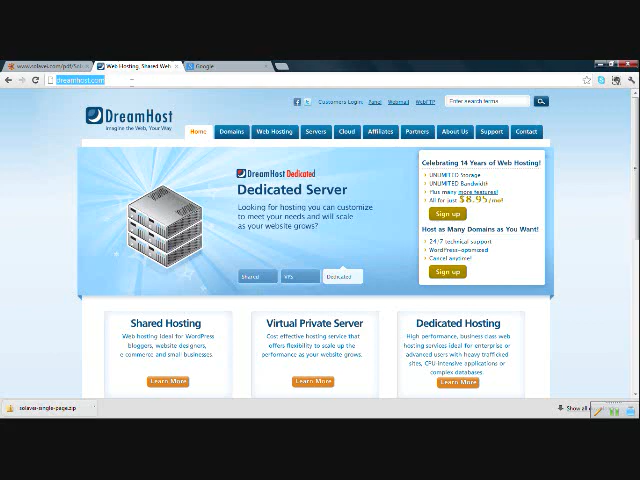 www.solavei.com/pdf/Sol
Web Hosting, Shared Web
Google
dreamhost.com
Customers Login: Panel Webmail WebFTP
Enter search terms
DreamHost
Imagine the Web, Your Way
Home Domains Web Hosting Servers Cloud Affiliates Partners About Us Support Contact
DreamHost Dedicated
Dedicated Server
Looking for hosting you can customize
to meet your needs and will scale
as your website grows?
Shared VPS Dedicated
Celebrating 14 Years of Web Hosting!
UNLIMITED Storage
UNLIMITED Bandwidth
Plus many more features!
All for just $8.95/mo!
Sign up
Host as Many Domains as You Want!
24/7 technical support
WordPress-optimized
Cancel anytime!
Sign up
Shared Hosting
Web hosting ideal for WordPress
bloggers, website designers,
e-commerce and small businesses.
Learn More
Virtual Private Server
Cost effective hosting service that
offers flexibility to scale up the
performance as your website grows.
Learn More
Dedicated Hosting
High performance, business class web
hosting services ideal for enterprise or
advanced users with heavy trafficked
sites, CPU-intensive applications or
complex databases.
Learn More
solavei-single-page.zip
Show all